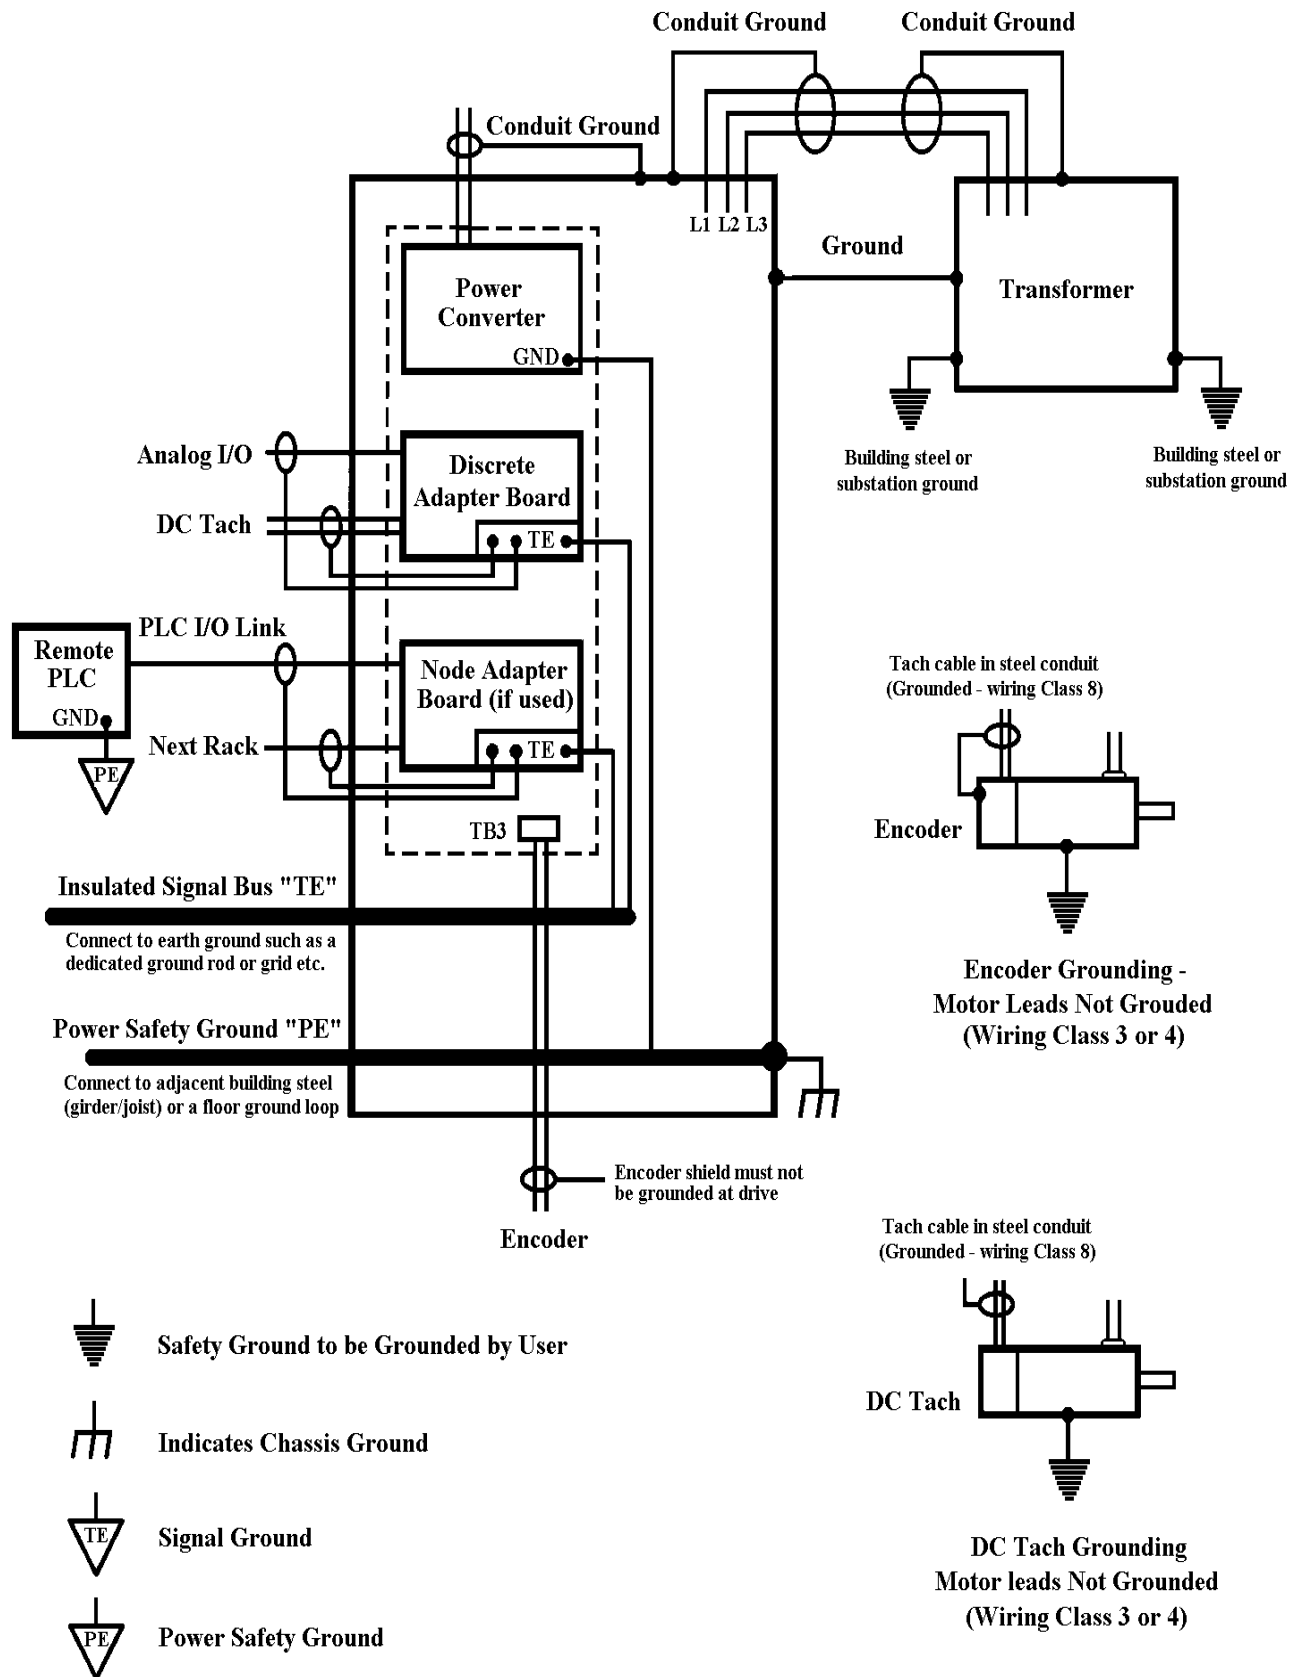 Conduit Ground
Conduit Ground
Conduit Ground
L1 L2 L3
Ground
Power
Converter
GND
Transformer
Building steel or
substation ground
Building steel or
substation ground
Analog I/O
Discrete
Adapter Board
DC Tach
TE
PLC I/O Link
Remote
PLC
GND
PE
Node Adapter
Board (if used)
Next Rack
TE
TB3
Tach cable in steel conduit
(Grounded - wiring Class 8)
Encoder
Encoder Grounding -
Motor Leads Not Grouded
(Wiring Class 3 or 4)
Insulated Signal Bus "TE"
Connect to earth ground such as a
dedicated ground rod or grid etc.
Power Safety Ground "PE"
Connect to adjacent building steel
(girder/joist) or a floor ground loop
Encoder shield must not
be grounded at drive
Encoder
Tach cable in steel conduit
(Grounded - wiring Class 8)
DC Tach
DC Tach Grounding
Motor leads Not Grounded
(Wiring Class 3 or 4)
Safety Ground to be Grounded by User
Indicates Chassis Ground
TE
Signal Ground
PE
Power Safety Ground